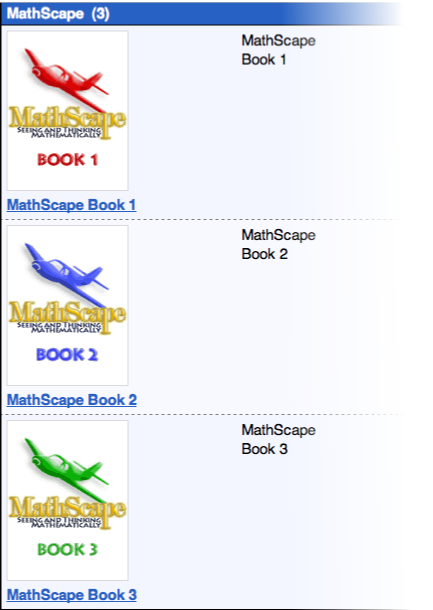 MathScape (3)
MathScape
SEEING AND THINKING
MATHEMATICALLY
BOOK 1
MathScape
Book 1
MathScape Book 1
MathScape
SEEING AND THINKING
MATHEMATICALLY
BOOK 2
MathScape
Book 2
MathScape Book 2
MathScape
SEEING AND THINKING
MATHEMATICALLY
BOOK 3
MathScape
Book 3
MathScape Book 3